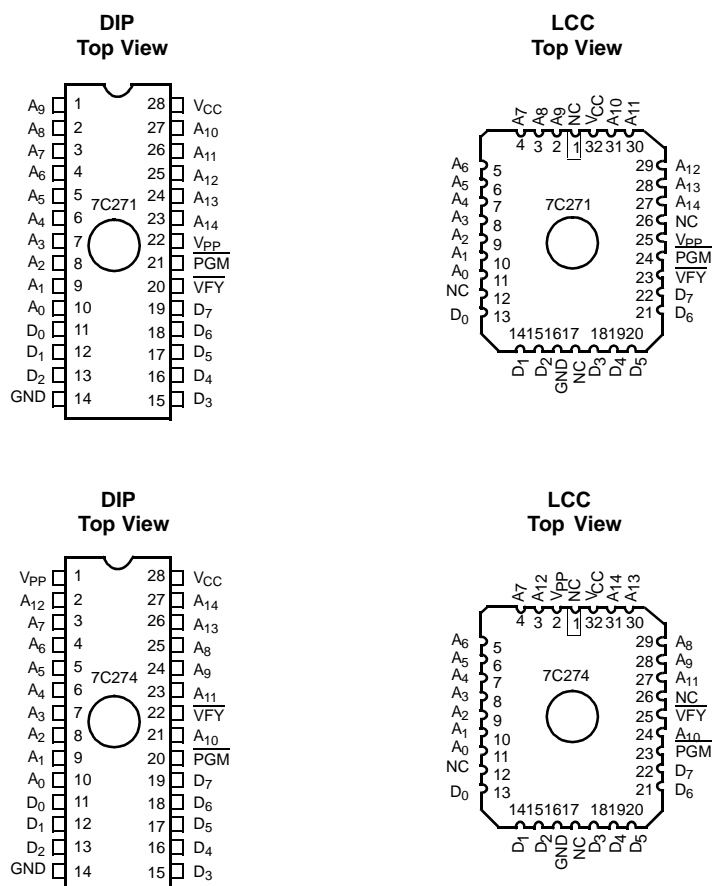 DIP
Top View
A9 1 28 VCC
A8 2 27 A10
A7 3 26 A11
A6 4 25 A12
A5 5 24 A13
7C271
A4 6 23 A14
A3 7 22 VPP
A2 8 21 PGM
A1 9 20 VFY
A0 10 19 D7
D0 11 18 D6
D1 12 17 D5
D2 13 16 D4
GND 14 15 D3
LCC
Top View
A7 A8 A9 NC VCC A10 A11
4 3 2 1 32 31 30
A6 5 29 A12
A5 6 28 A13
A4 7 27 A14
7C271
A3 8 26 NC
A2 9 25 VPP
A1 10 24 PGM
A0 11 23 VFY
NC 12 22 D7
D0 13 21 D6
14 15 16 17 18 19 20
D1 D2 GND NC D3 D4 D5
DIP
Top View
VPP 1 28 VCC
A12 2 27 A14
A7 3 26 A13
A6 4 25 A8
A5 5 24 A9
7C274
A4 6 23 A11
A3 7 22 VFY
A2 8 21 A10
A1 9 20 PGM
A0 10 19 D7
D0 11 18 D6
D1 12 17 D5
D2 13 16 D4
GND 14 15 D3
LCC
Top View
A7 A12 VPP NC VCC A14 A13
4 3 2 1 32 31 30
A6 5 29 A8
A5 6 28 A9
A4 7 27 A11
7C274
A3 8 26 NC
A2 9 25 VFY
A1 10 24 A10
A0 11 23 PGM
NC 12 22 D7
D0 13 21 D6
14 15 16 17 18 19 20
D1 D2 GND NC D3 D4 D5